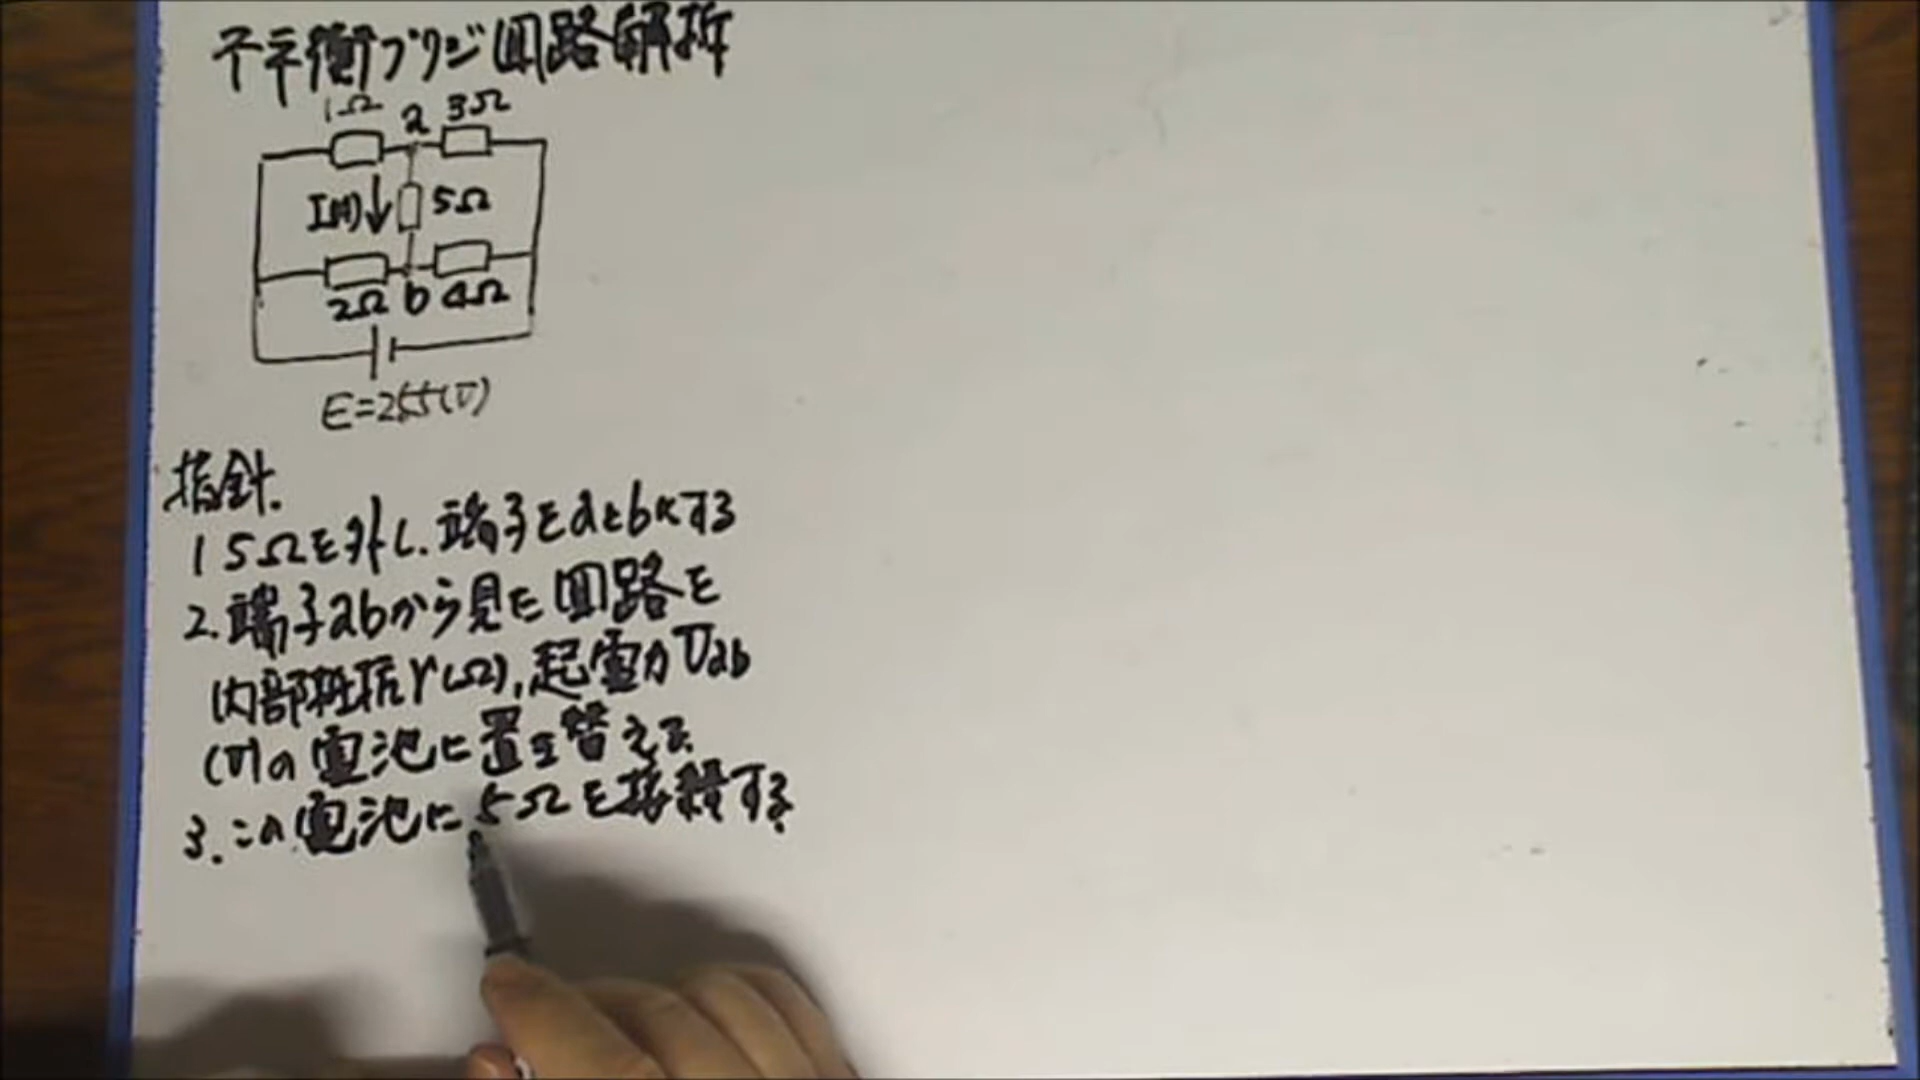 不平衡ブリジ回路解析
1Ω a 3Ω
I(A) 5Ω
2Ω b 4Ω
E=255(V)
指針.
1 5Ωを外し.端子をaとbにする
2.端子abから見た回路を
内部抵抗r(Ω),起電力Vab
(V)の電池に置き替える
3.この電池に5Ωを接続する